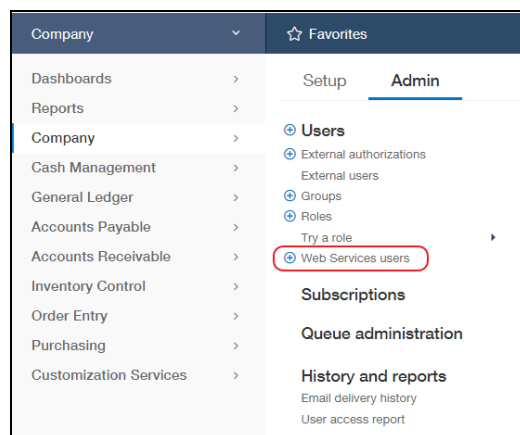 Company
Favorites
Dashboards
Reports
Company
Cash Management
General Ledger
Accounts Payable
Accounts Receivable
Inventory Control
Order Entry
Purchasing
Customization Services
Setup Admin
Users
External authorizations
External users
Groups
Roles
Try a role
Web Services users
Subscriptions
Queue administration
History and reports
Email delivery history
User access report